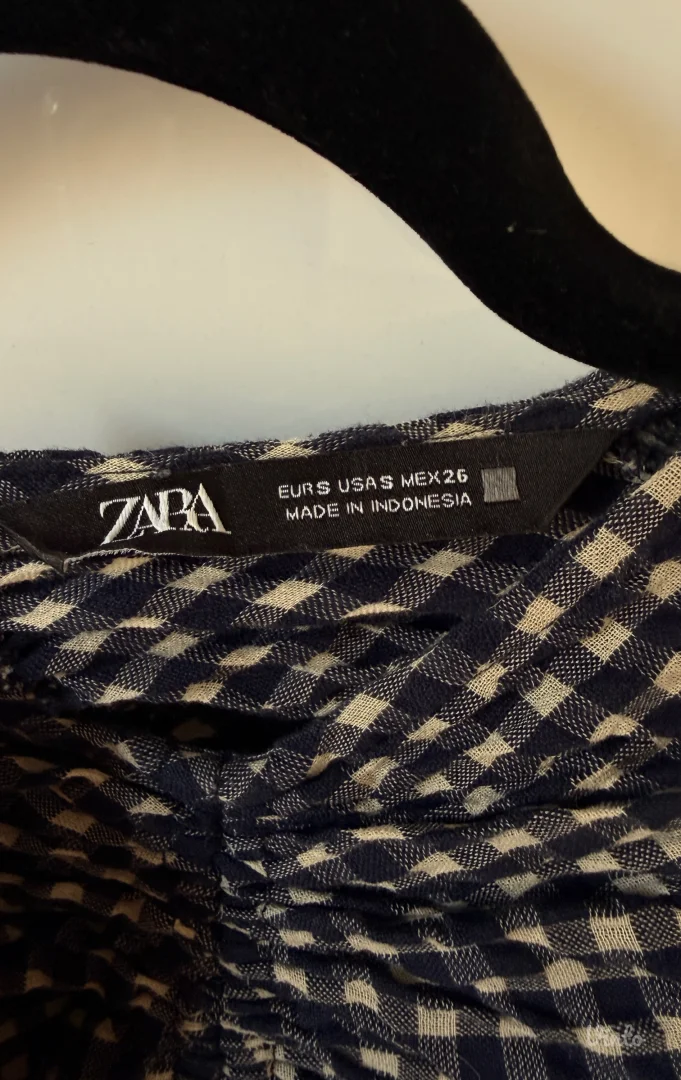 ZARA
EUR S USA S MEX 26
MADE IN INDONESIA